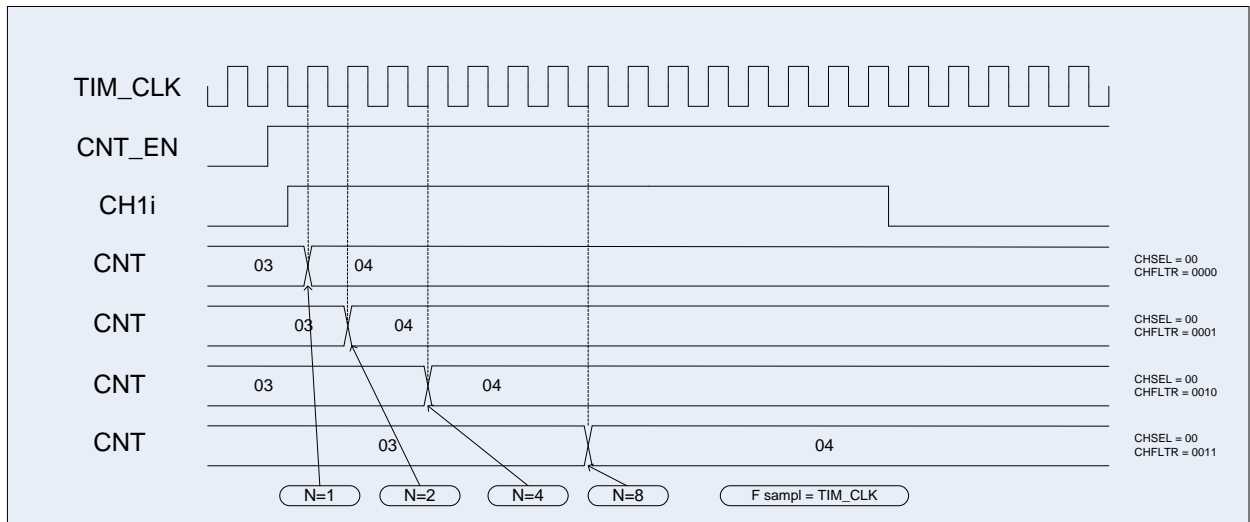 TIM_CLK
CNT_EN
CH1i
CNT
03
04
CHSEL = 00
CHFLTR = 0000
CNT
03
04
CHSEL = 00
CHFLTR = 0001
CNT
03
04
CHSEL = 00
CHFLTR = 0010
CNT
03
04
CHSEL = 00
CHFLTR = 0011
N=1
N=2
N=4
N=8
F sampl = TIM_CLK